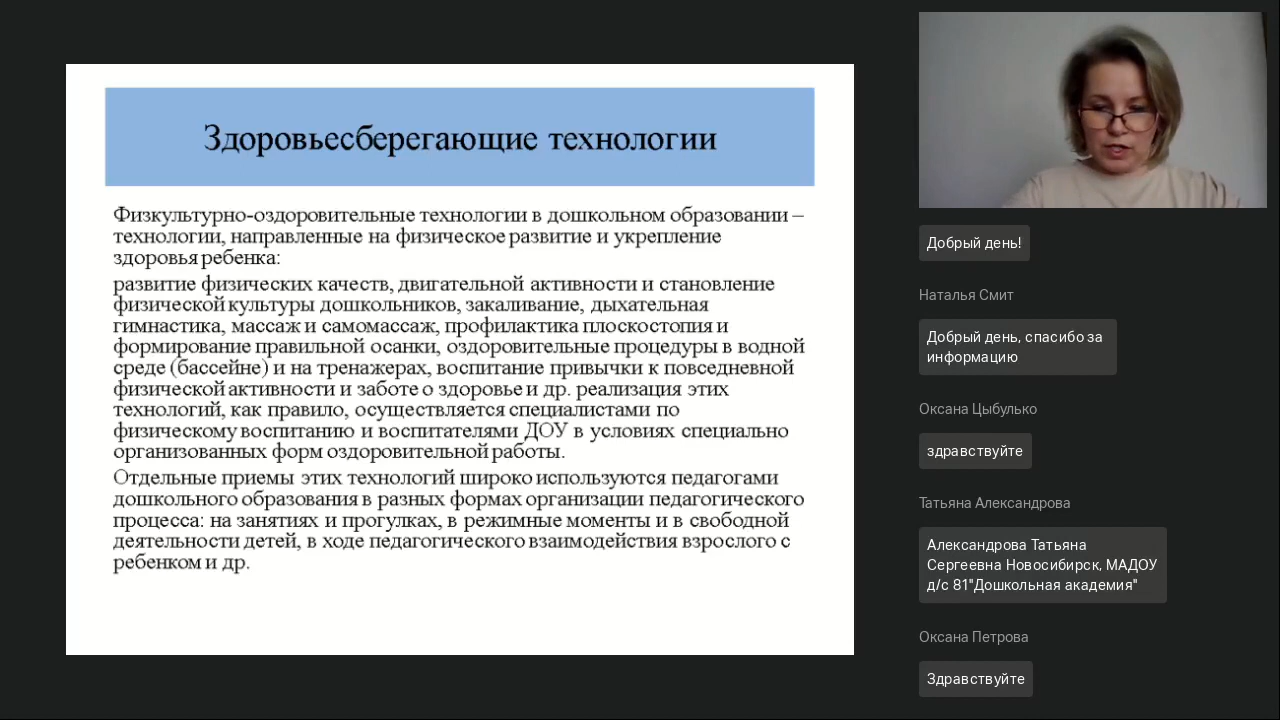 Здоровьесберегающие технологии
Физкультурно-оздоровительные технологии в дошкольном образовании –
технологии, направленные на физическое развитие и укрепление
здоровья ребенка:
развитие физических качеств, двигательной активности и становление
физической культуры дошкольников, закаливание, дыхательная
гимнастика, массаж и самомассаж, профилактика плоскостопия и
формирование правильной осанки, оздоровительные процедуры в водной
среде (бассейне) и на тренажерах, воспитание привычки к повседневной
физической активности и заботе о здоровье и др. реализация этих
технологий, как правило, осуществляется специалистами по
физическому воспитанию и воспитателями ДОУ в условиях специально
организованных форм оздоровительной работы.
Отдельные приемы этих технологий широко используются педагогами
дошкольного образования в разных формах организации педагогического
процесса: на занятиях и прогулках, в режимные моменты и в свободной
деятельности детей, в ходе педагогического взаимодействия взрослого с
ребенком и др.
Добрый день!
Наталья Смит
Добрый день, спасибо за
информацию
Оксана Цыбулько
здравствуйте
Татьяна Александрова
Александрова Татьяна
Сергеевна Новосибирск, МАДОУ
д/с 81"Дошкольная академия"
Оксана Петрова
Здравствуйте